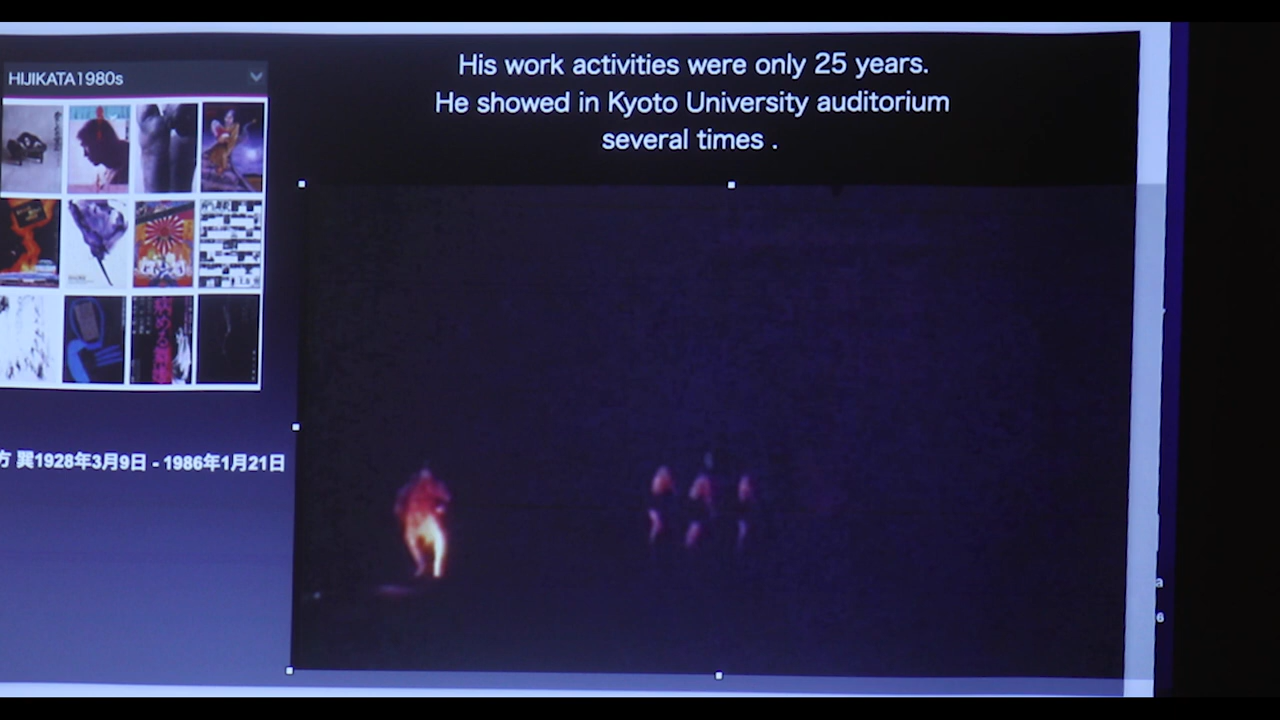 HIJIKATA1980s
His work activities were only 25 years.
He showed in Kyoto University auditorium
several times .
方 巽1928年3月9日 - 1986年1月21日
a
6